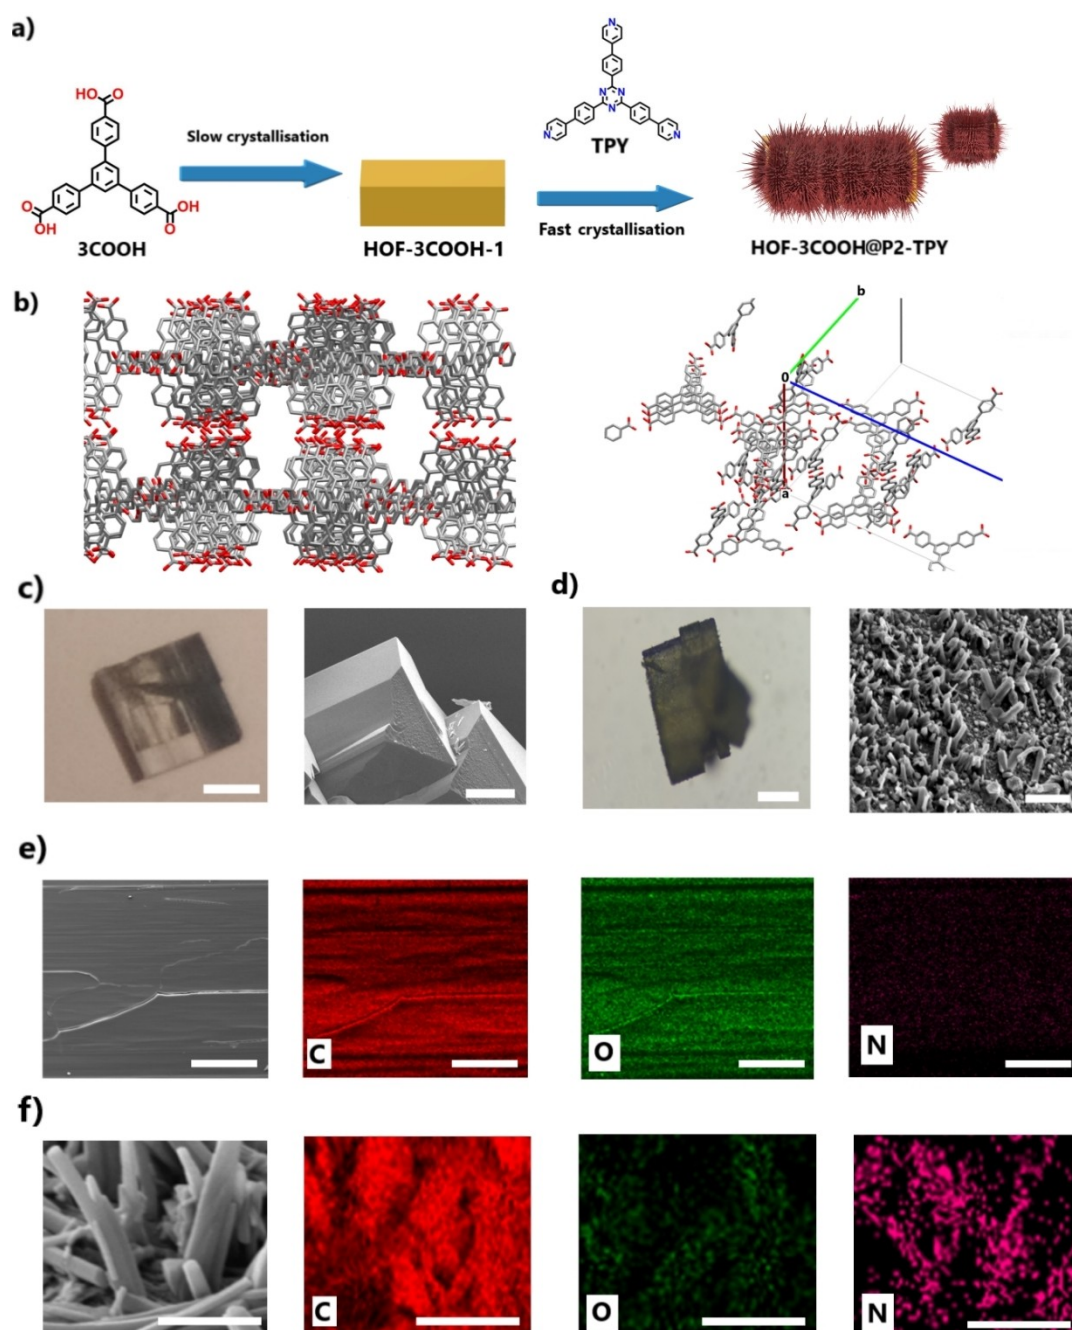 a)
N
HO
O
N
N
N
N
N
TPY
Slow crystallisation
O
OH
O
OH
3COOH
HOF-3COOH-1
Fast crystallisation
HOF-3COOH@P2-TPY
b)
b
0
a
c)
d)
e)
C
O
N
f)
C
O
N